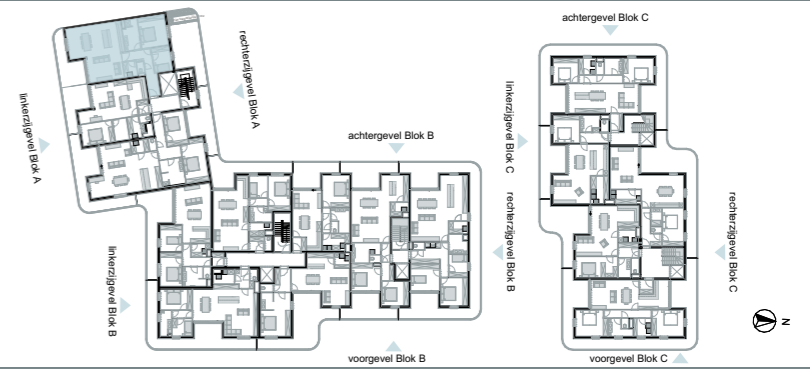 achtergevel Blok C
rechterzijgevel Blok A
linkerzijgevel Blok A
linkerzijgevel Blok C
achtergevel Blok B
rechterzijgevel Blok B
rechterzijgevel Blok C
linkerzijgevel Blok B
N
voorgevel Blok B
voorgevel Blok C